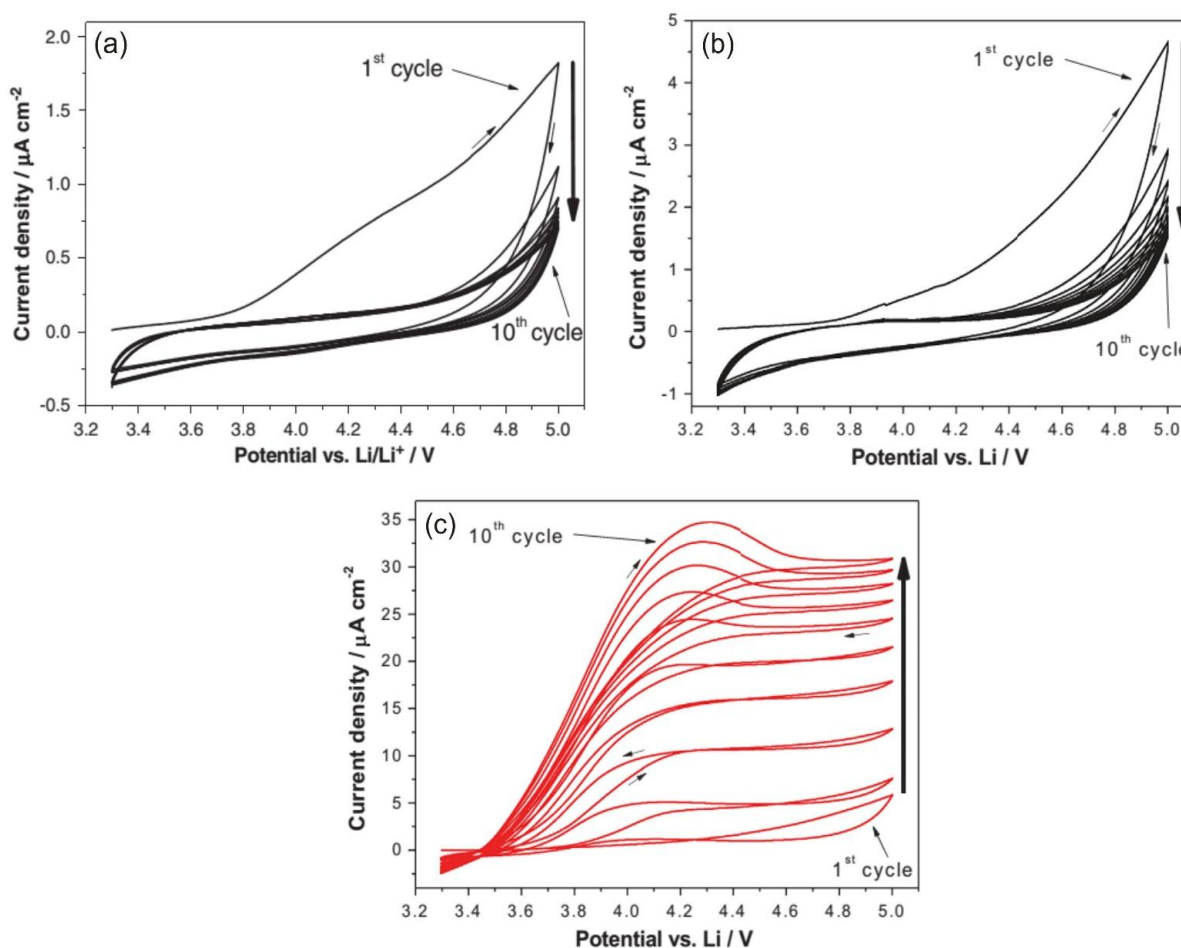 (a)
1st cycle
10th cycle
2.0
1.5
1.0
0.5
0.0
-0.5
3.2 3.4 3.6 3.8 4.0 4.2 4.4 4.6 4.8 5.0 5.2
Current density / μA cm⁻²
Potential vs. Li/Li⁺ / V
(b)
1st cycle
10th cycle
5
4
3
2
1
0
-1
3.2 3.4 3.6 3.8 4.0 4.2 4.4 4.6 4.8 5.0
Current density / μA cm⁻²
Potential vs. Li / V
(c)
10th cycle
1st cycle
35
30
25
20
15
10
5
0
3.2 3.4 3.6 3.8 4.0 4.2 4.4 4.6 4.8 5.0
Current density / μA cm⁻²
Potential vs. Li / V